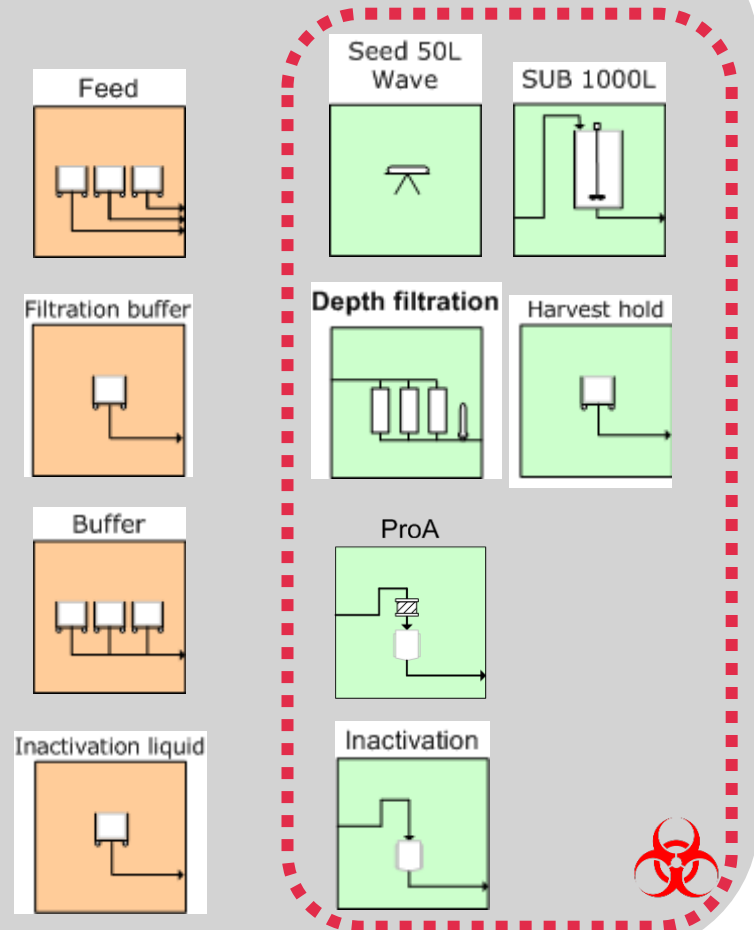 Feed
Seed 50L
Wave
SUB 1000L
Filtration buffer
Depth filtration
Harvest hold
Buffer
ProA
Inactivation liquid
Inactivation